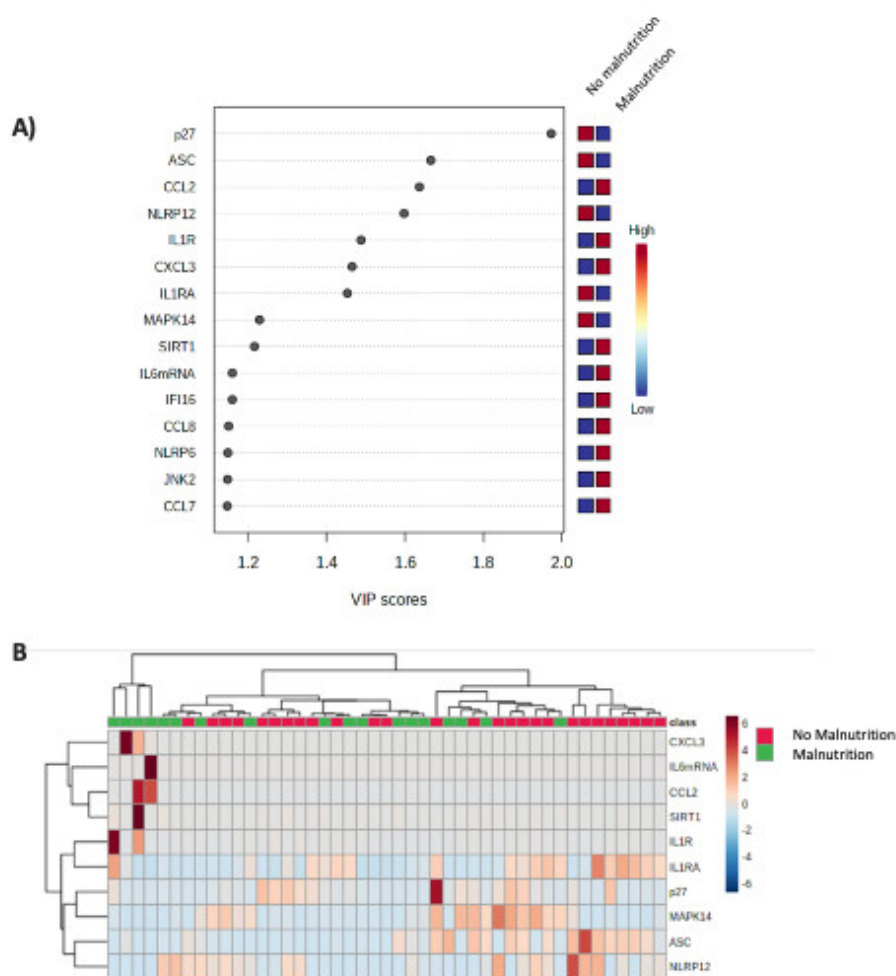 No malnutrition
Malnutrition
A)
p27
ASC
CCL2
NLRP12
IL1R
CXCL3
IL1RA
MAPK14
SIRT1
IL6mRNA
IFI16
CCL8
NLRP6
JNK2
CCL7
High
Low
1.2 1.4 1.6 1.8 2.0
VIP scores
B
class
CXCL3
IL6mRNA
CCL2
SIRT1
IL1R
IL1RA
p27
MAPK14
ASC
NLRP12
6
4
2
0
-2
-4
-6
No Malnutrition
Malnutrition